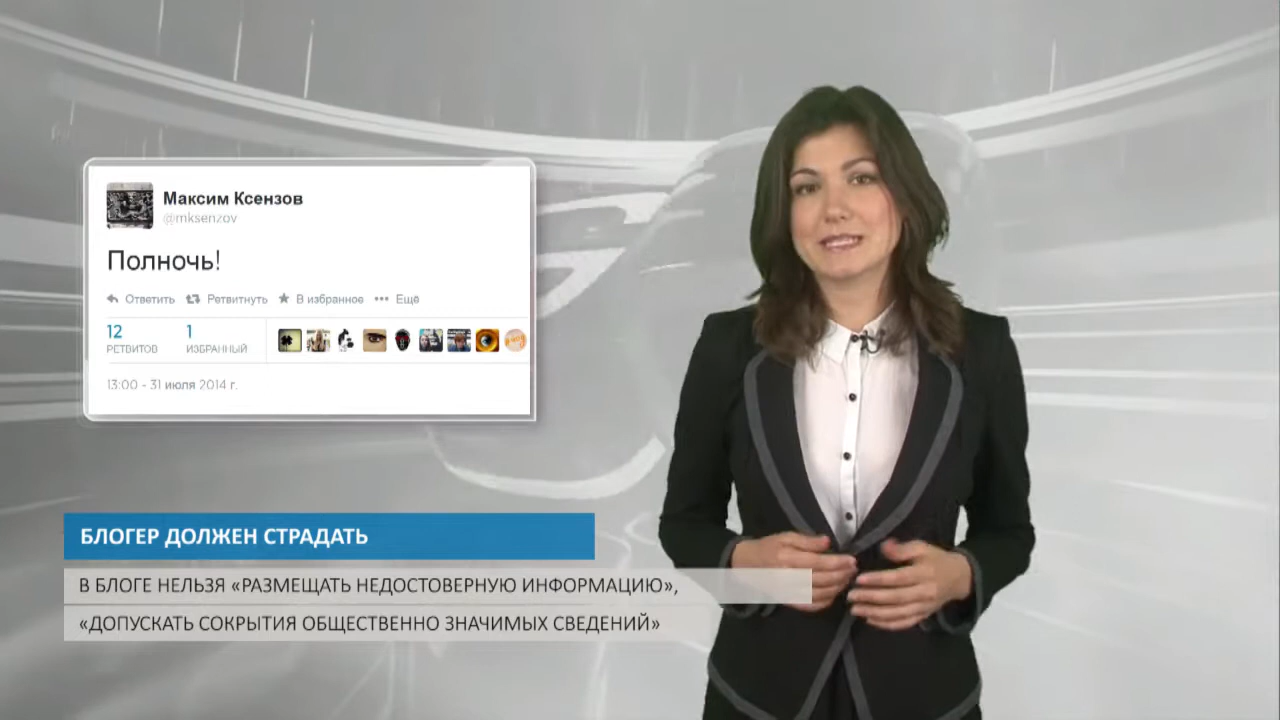 Максим Ксензов
@mksenzov
Полночь!
Ответить Ретвитнуть В избранное Ещё
12 1
РЕТВИТОВ ИЗБРАННЫЙ
13:00 - 31 июля 2014 г.
БЛОГЕР ДОЛЖЕН СТРАДАТЬ
В БЛОГЕ НЕЛЬЗЯ «РАЗМЕЩАТЬ НЕДОСТОВЕРНУЮ ИНФОРМАЦИЮ»,
«ДОПУСКАТЬ СОКРЫТИЯ ОБЩЕСТВЕННО ЗНАЧИМЫХ СВЕДЕНИЙ»